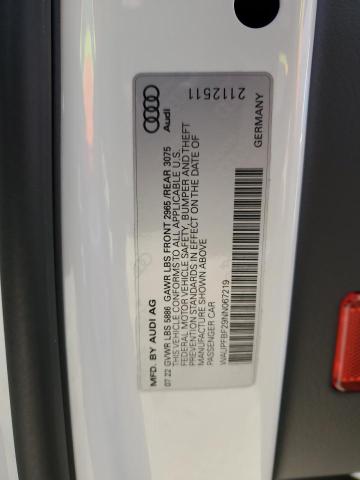 Audi
2112511
GERMANY
MFD. BY AUDI AG
07 22 GVWR LBS 5886 GAWR LBS FRONT 2965/REAR 3075
THIS VEHICLE CONFORMS TO ALL APPLICABLE U.S.
FEDERAL MOTOR VEHICLE SAFETY, BUMPER AND THEFT
PREVENTION STANDARDS IN EFFECT ON THE DATE OF
MANUFACTURE SHOWN ABOVE
PASSENGER CAR
WAUPFBF29NN067219